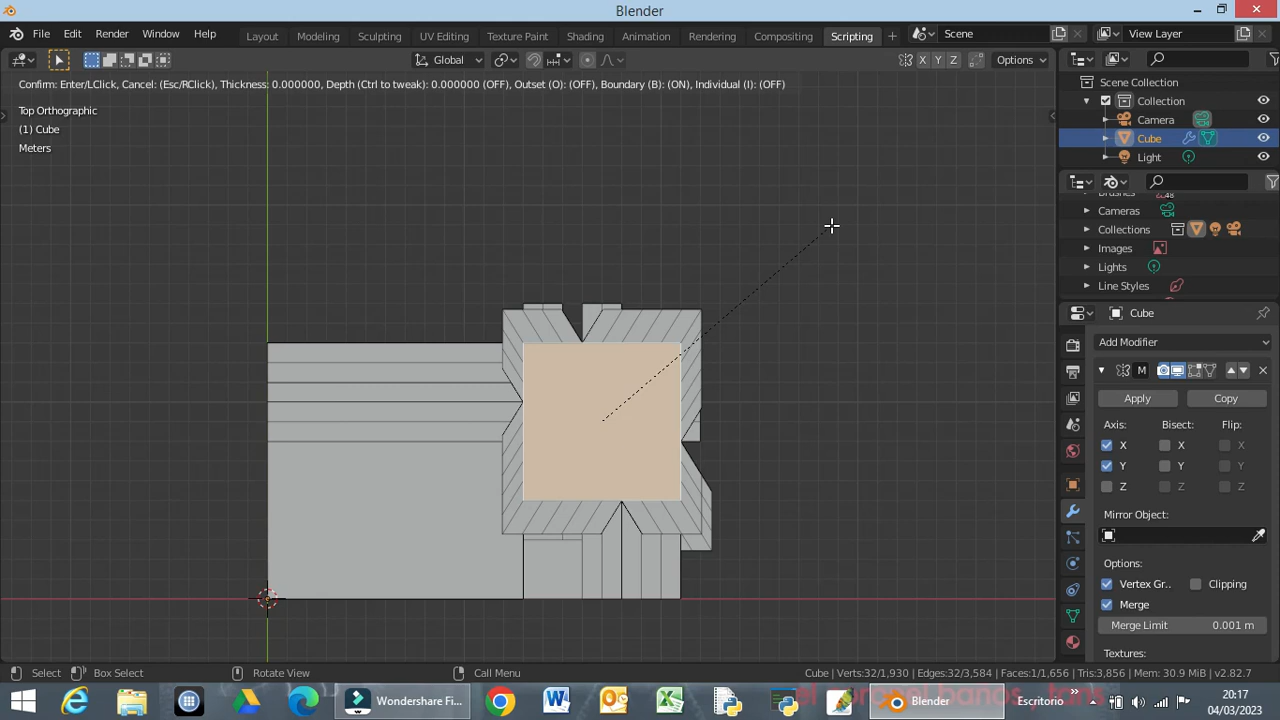 Blender
File Edit Render Window Help Layout Modeling Sculpting UV Editing Texture Paint Shading Animation Rendering Compositing Scripting + Scene View Layer
Global X Y Z Options
Confirm: Enter/LClick, Cancel: (Esc/RClick), Thickness: 0.000000, Depth (Ctrl to tweak): 0.000000 (OFF), Outset (O): (OFF), Boundary (B): (ON), Individual (I): (OFF)
Top Orthographic
(1) Cube
Meters
Scene Collection
Collection
Camera
Cube
Light
Brushes 48
Cameras
Collections
Images
Lights
Line Styles
Cube
Add Modifier
M
Apply Copy
Axis: Bisect: Flip:
X X X
Y Y Y
Z Z Z
Mirror Object:
Options:
Vertex Gr.. Clipping
Merge
Merge Limit 0.001 m
Textures:
Select Box Select Rotate View Call Menu Cube | Verts:32/1,930 | Edges:32/3,584 | Faces:1/1,656 | Tris:3,856 | Mem: 30.9 MiB | v2.82.7
Wondershare Fi... Blender Escritorio 20:17
04/03/2023